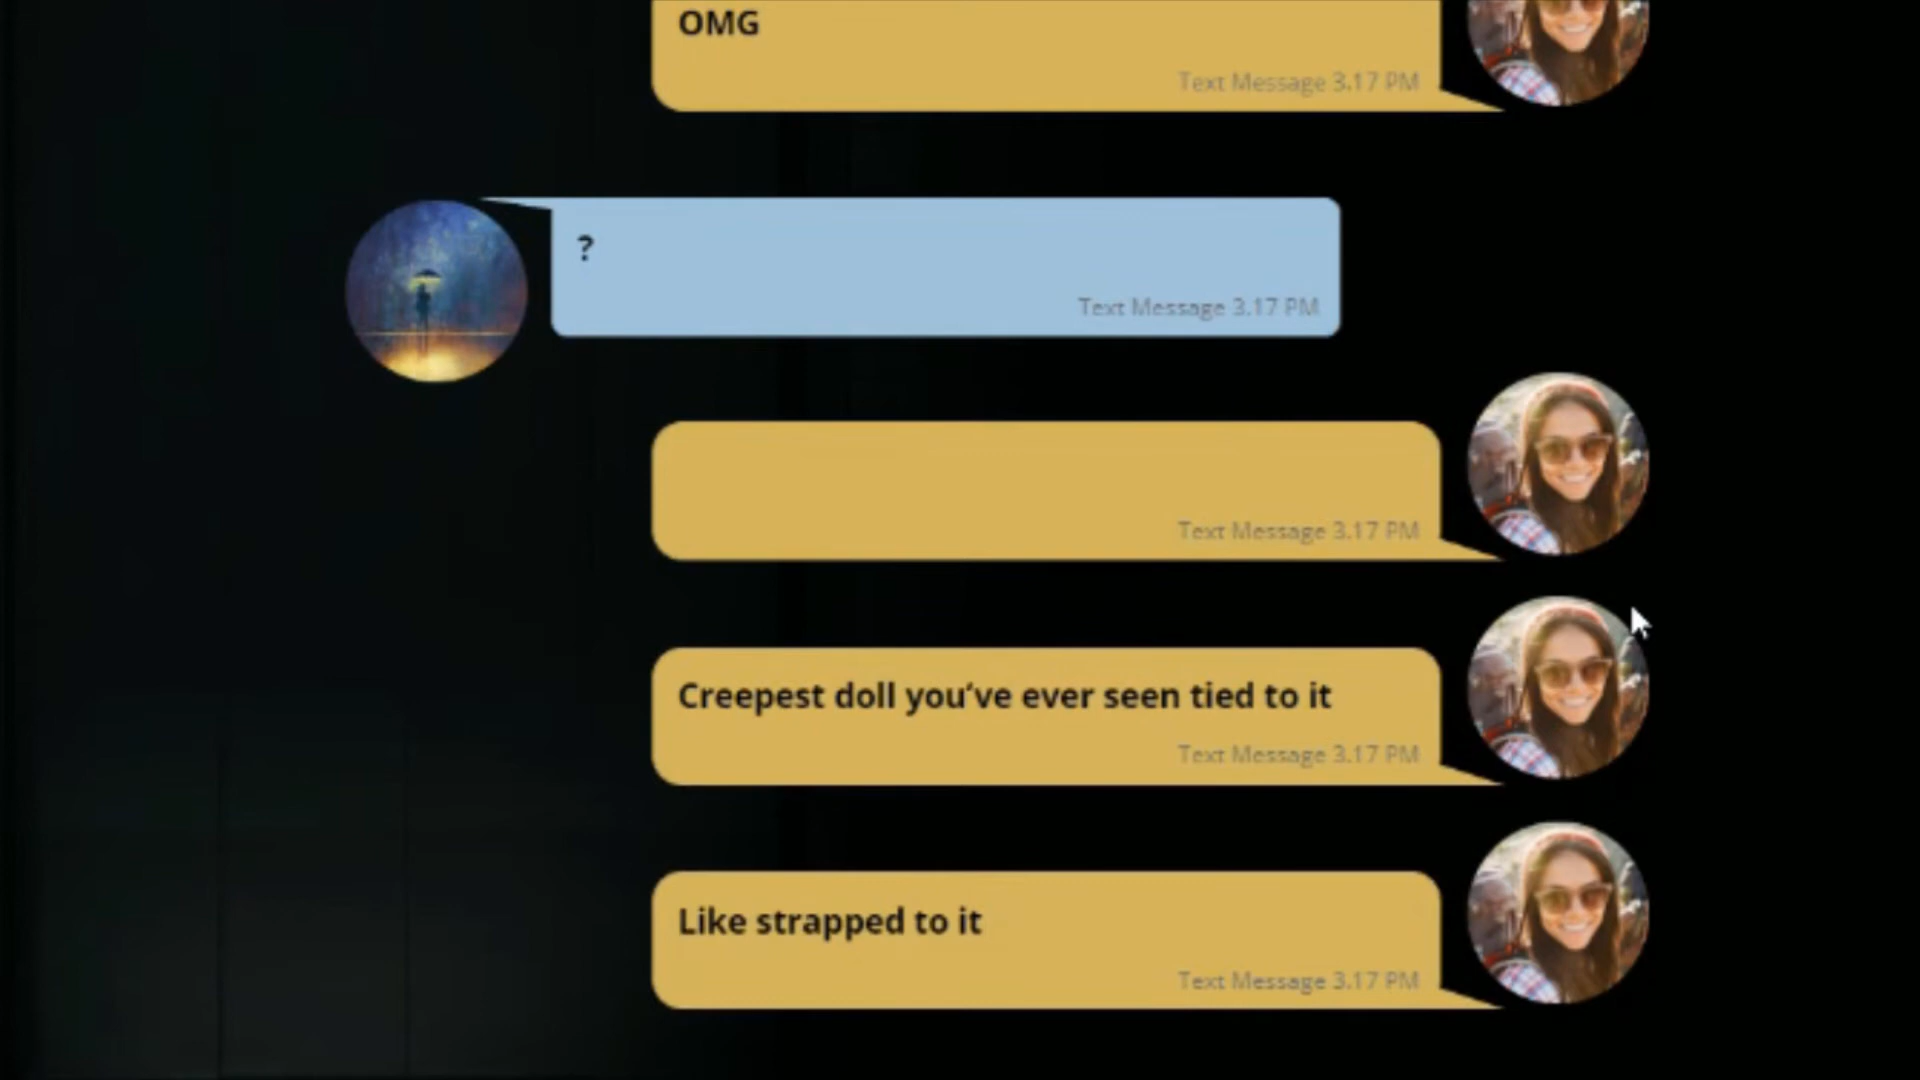 OMG
Text Message 3.17 PM
?
Text Message 3.17 PM
Text Message 3.17 PM
Creepest doll you've ever seen tied to it
Text Message 3.17 PM
Like strapped to it
Text Message 3.17 PM